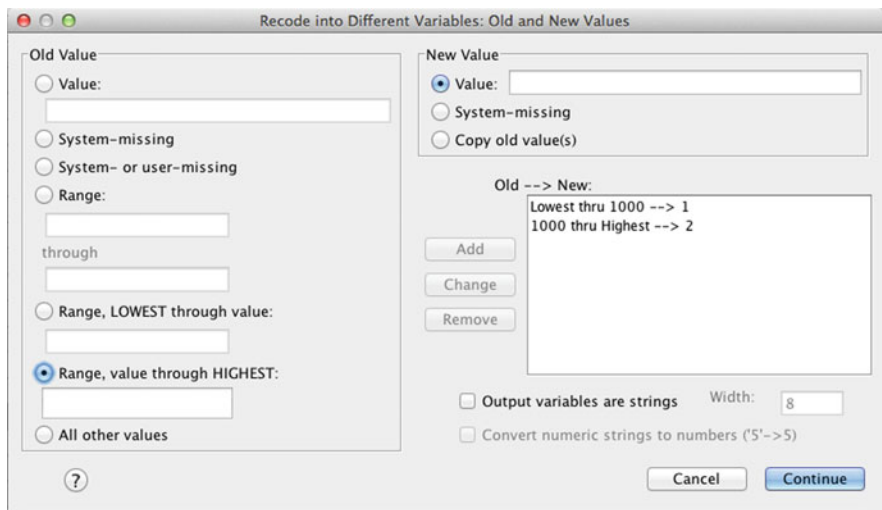 Recode into Different Variables: Old and New Values
Old Value
Value:
System-missing
System- or user-missing
Range:
through
Range, LOWEST through value:
Range, value through HIGHEST:
All other values
New Value
Value:
System-missing
Copy old value(s)
Old --> New:
Lowest thru 1000 --> 1
1000 thru Highest --> 2
Add
Change
Remove
Output variables are strings
Width:
8
Convert numeric strings to numbers ('5'->5)
?
Cancel
Continue